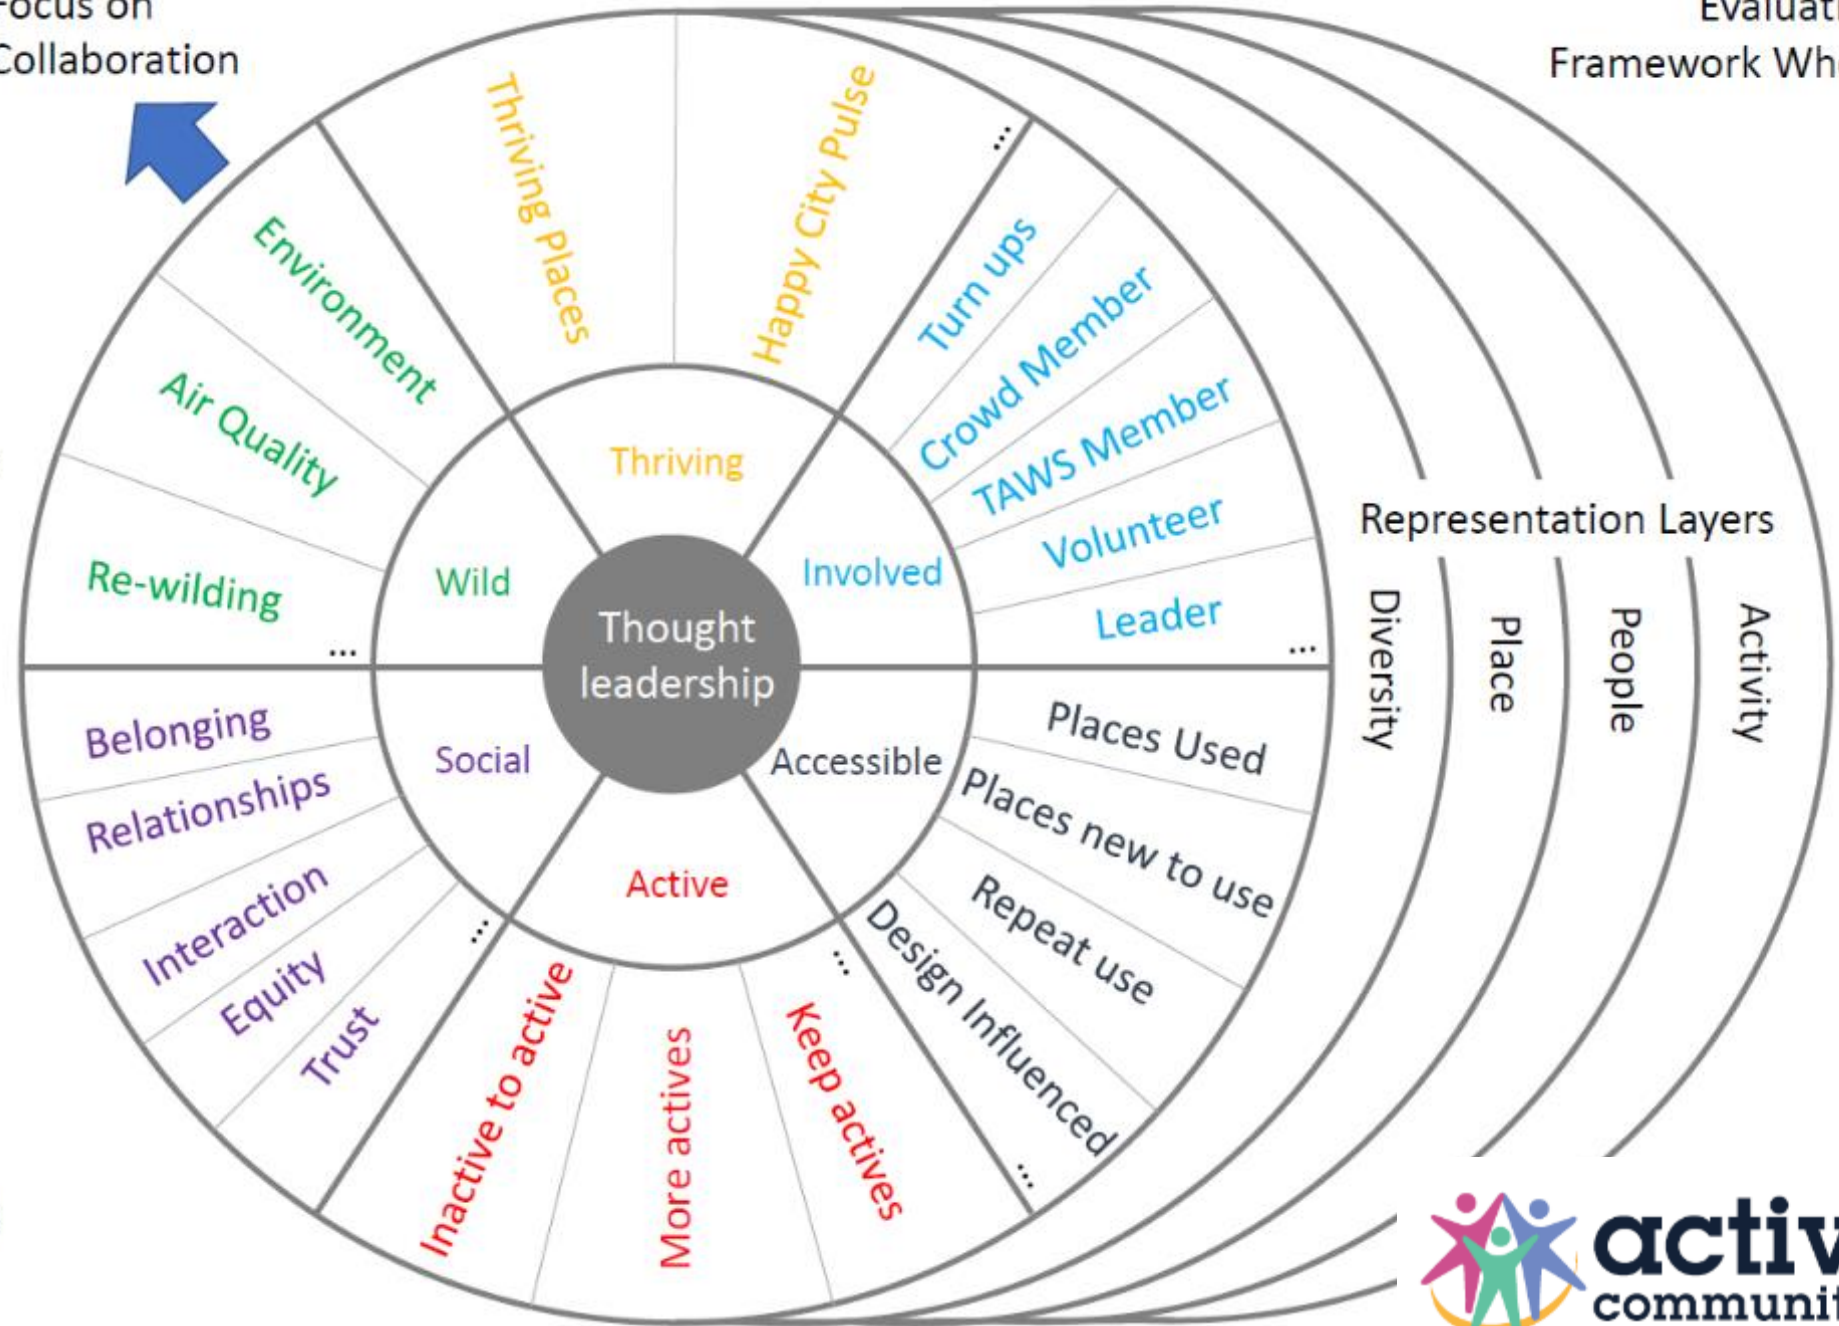 Focus on
Collaboration
Framework
Thriving Places
Happy City Pulse
...
Turn ups
Crowd Member
TAWS Member
Volunteer
Leader
...
Environment
Air Quality
Re-wilding
...
Thriving
Wild
Involved
Thought
leadership
Social
Accessible
Active
Representation Layers
Diversity
Place
People
Activity
Belonging
Relationships
Interaction
Equity
Trust
...
Places Used
Places new to use
Repeat use
Design Influenced
...
Inactive to active
More actives
Keep actives
...